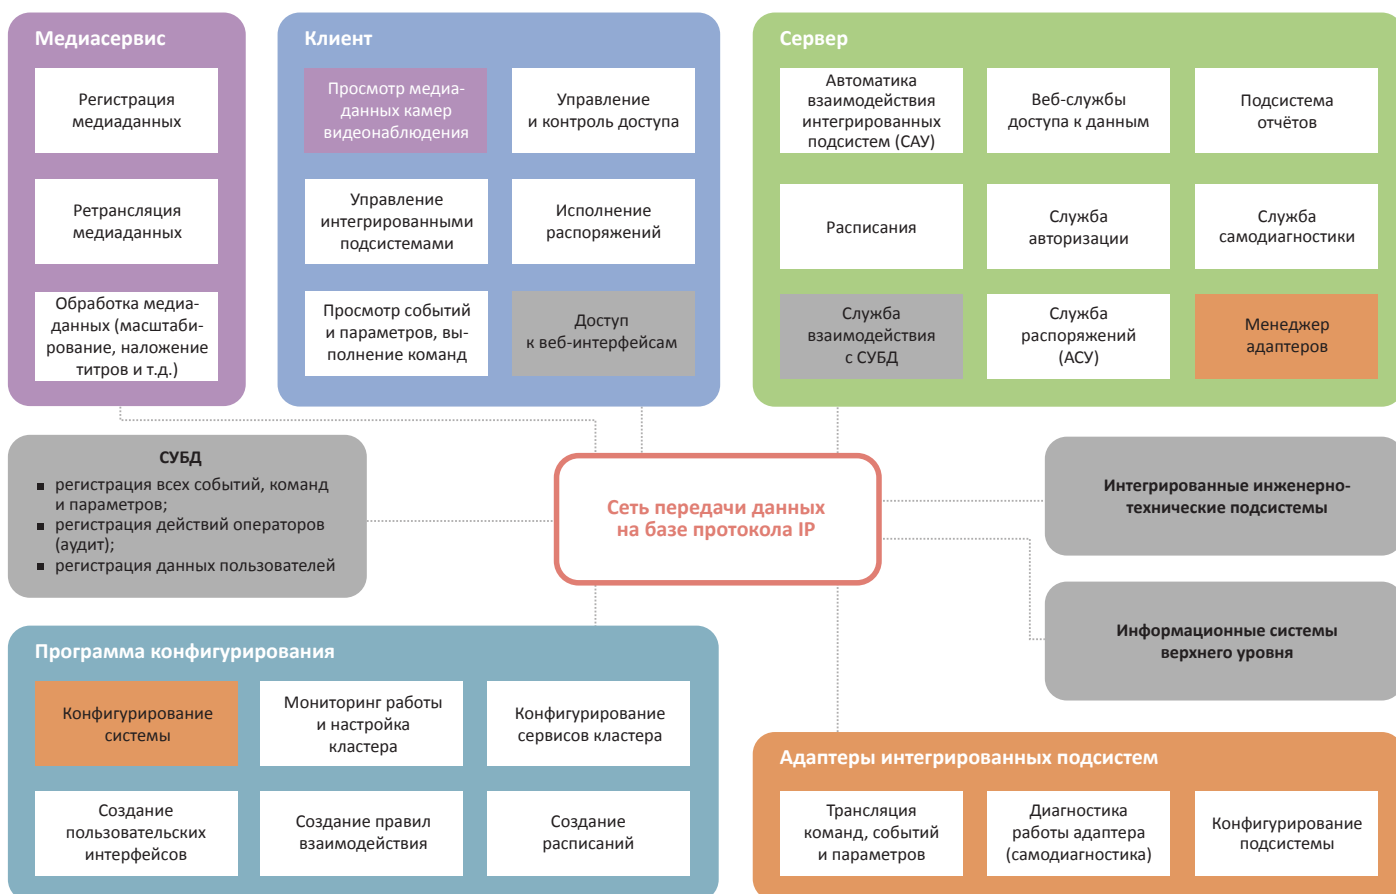 Медиасервис
Регистрация
медиаданных
Ретрансляция
медиаданных
Обработка медиа-
данных (масштаби-
рование, наложение
титров и т.д.)
Клиент
Просмотр медиа-
данных камер
видеонаблюдения
Управление
и контроль доступа
Управление
интегрированными
подсистемами
Исполнение
распоряжений
Просмотр событий
и параметров, вы-
полнение команд
Доступ
к веб-интерфейсам
Сервер
Автоматика
взаимодействия
интегрированных
подсистем (САУ)
Веб-службы
доступа к данным
Подсистема
отчётов
Расписания
Служба
авторизации
Служба
самодиагностики
Служба
взаимодействия
с СУБД
Служба
распоряжений
(АСУ)
Менеджер
адаптеров
СУБД
▪ регистрация всех событий, команд
и параметров;
▪ регистрация действий операторов
(аудит);
▪ регистрация данных пользователей
Сеть передачи данных
на базе протокола IP
Интегрированные инженерно-
технические подсистемы
Информационные системы
верхнего уровня
Программа конфигурирования
Конфигурирование
системы
Мониторинг работы
и настройка
кластера
Конфигурирование
сервисов кластера
Создание
пользовательских
интерфейсов
Создание правил
взаимодействия
Создание
расписаний
Адаптеры интегрированных подсистем
Трансляция
команд, событий
и параметров
Диагностика
работы адаптера
(самодиагностика)
Конфигурирование
подсистемы